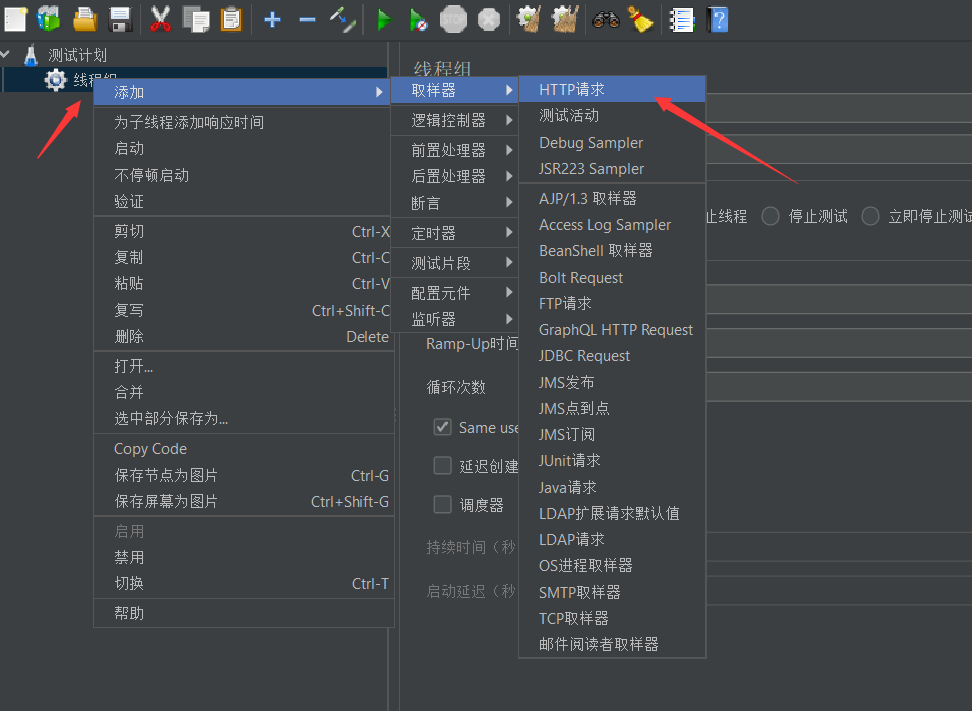 STOP
测试计划
线程组
添加
为子线程添加响应时间
启动
不停顿启动
验证
剪切 Ctrl-X
复制 Ctrl-C
粘贴 Ctrl-V
复写 Ctrl+Shift-C
删除 Delete
打开...
合并
选中部分保存为...
Copy Code
保存节点为图片 Ctrl-G
保存屏幕为图片 Ctrl+Shift-G
启用
禁用
切换 Ctrl-T
帮助
取样器
逻辑控制器
前置处理器
后置处理器
断言
定时器
测试片段
配置元件
监听器
HTTP请求
测试活动
Debug Sampler
JSR223 Sampler
AJP/1.3 取样器
Access Log Sampler
BeanShell 取样器
Bolt Request
FTP请求
GraphQL HTTP Request
JDBC Request
JMS发布
JMS点到点
JMS订阅
JUnit请求
Java请求
LDAP扩展请求默认值
LDAP请求
OS进程取样器
SMTP取样器
TCP取样器
邮件阅读者取样器
线程组
止线程 停止测试 立即停止测试
Ramp-Up时间
循环次数
Same use
延迟创建
调度器
持续时间（秒
启动延迟（秒